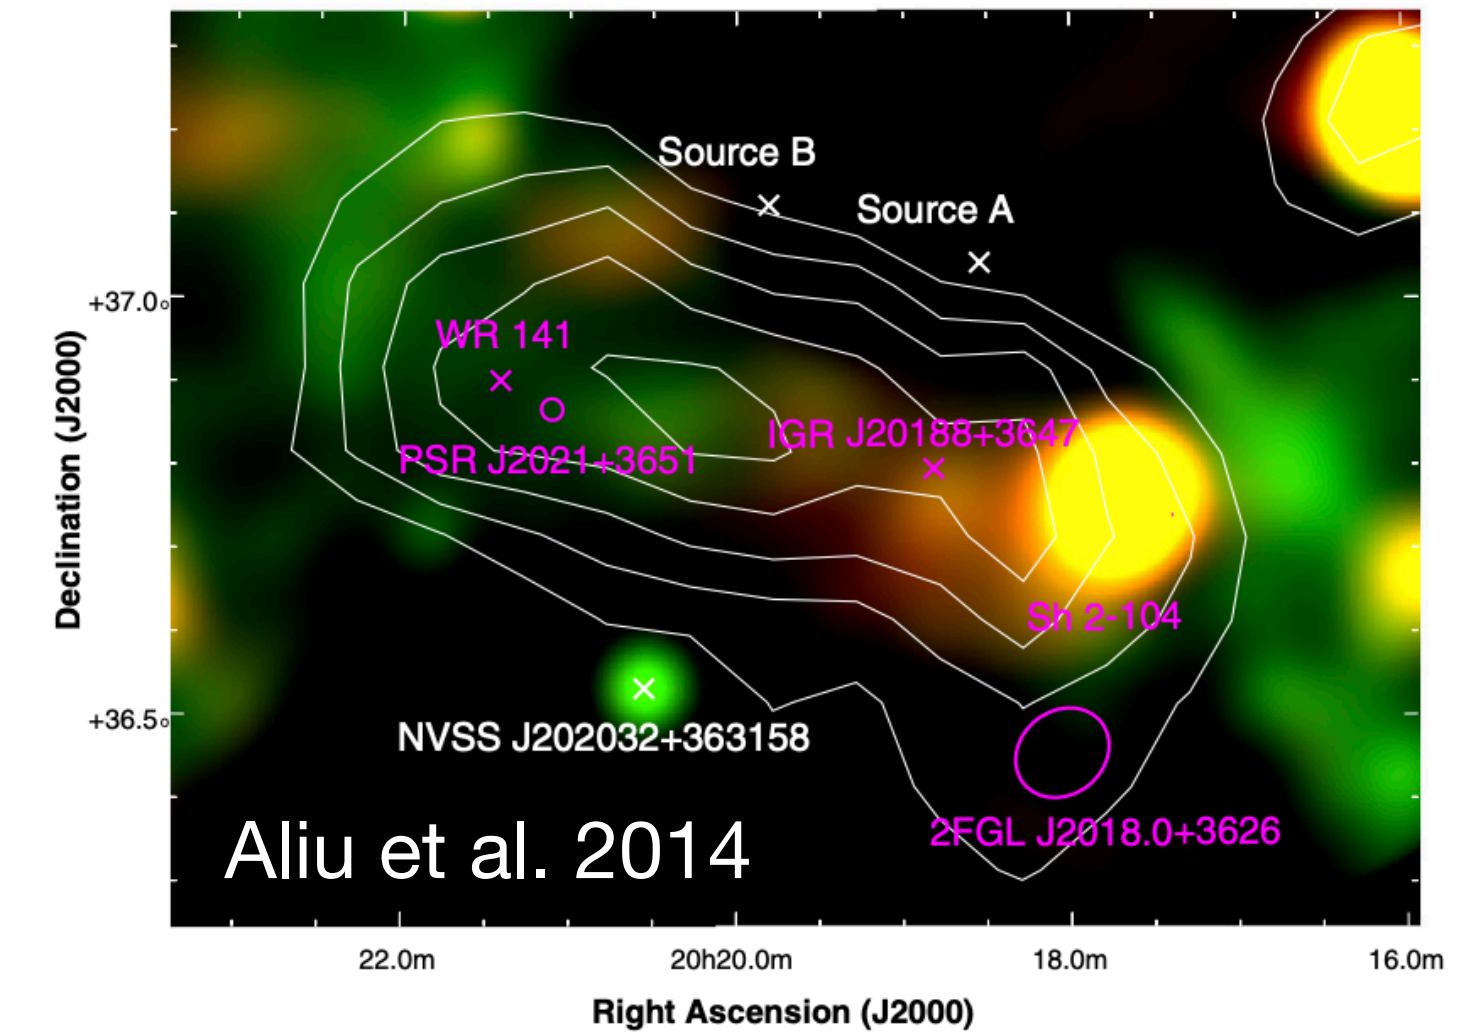 Source B
Source A
+37.0°
WR 141
IGR J20188+3647
PSR J2021+3651
Declination (J2000)
Sh 2-104
+36.5°
NVSS J202032+363158
2FGL J2018.0+3626
Aliu et al. 2014
22.0m
20h20.0m
18.0m
16.0m
Right Ascension (J2000)